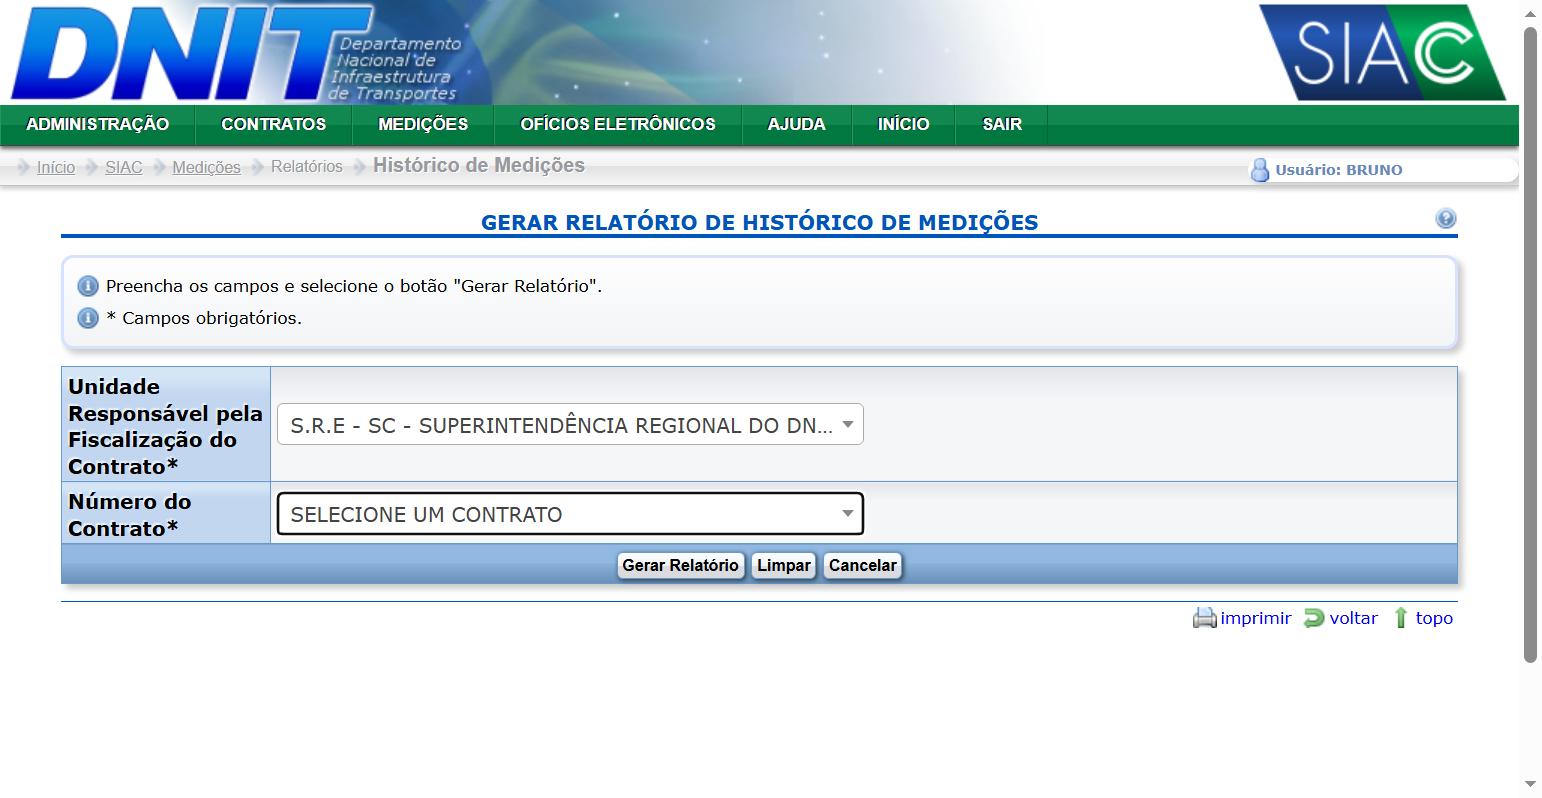 DNIT
Departamento
Nacional de
Infraestrutura
de Transportes
SIAC
ADMINISTRAÇÃO CONTRATOS MEDIÇÕES OFÍCIOS ELETRÔNICOS AJUDA INÍCIO SAIR
Início SIAC Medições Relatórios Histórico de Medições
Usuário: BRUNO
GERAR RELATÓRIO DE HISTÓRICO DE MEDIÇÕES
Preencha os campos e selecione o botão "Gerar Relatório".
* Campos obrigatórios.
Unidade
Responsável pela
Fiscalização do
Contrato*
S.R.E - SC - SUPERINTENDÊNCIA REGIONAL DO DN...
Número do
Contrato*
SELECIONE UM CONTRATO
Gerar Relatório Limpar Cancelar
imprimir voltar topo